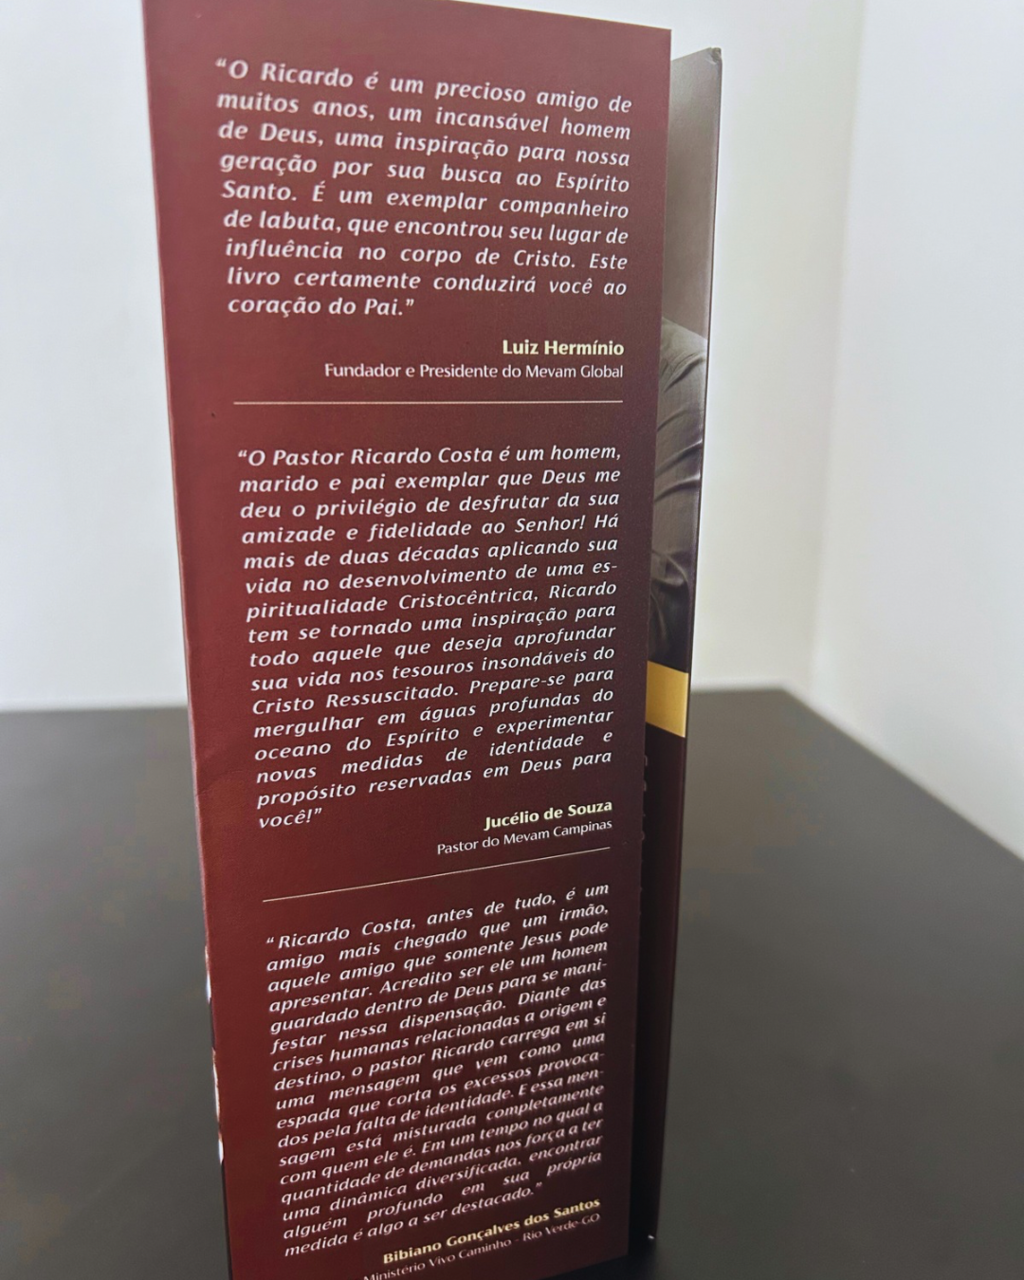 “O Ricardo é um precioso amigo de
muitos anos, um incansável homem
de Deus, uma inspiração para nossa
geração por sua busca ao Espírito
Santo. É um exemplar companheiro
de labuta, que encontrou seu lugar de
influência no corpo de Cristo. Este
livro certamente conduzirá você ao
coração do Pai.”
Luiz Hermínio
Fundador e Presidente do Mevam Global
“O Pastor Ricardo Costa é um homem,
marido e pai exemplar que Deus me
deu o privilégio de desfrutar da sua
amizade e fidelidade ao Senhor! Há
mais de duas décadas aplicando sua
vida no desenvolvimento de uma es-
piritualidade Cristocêntrica, Ricardo
tem se tornado uma inspiração para
todo aquele que deseja aprofundar
sua vida nos tesouros insondáveis do
Cristo Ressuscitado. Prepare-se para
mergulhar em águas profundas do
oceano do Espírito e experimentar
novas medidas de identidade e
propósito reservadas em Deus para
você!”
Jucélio de Souza
Pastor do Mevam Campinas
“Ricardo Costa, antes de tudo, é um
amigo mais chegado que um irmão,
aquele amigo que somente Jesus pode
apresentar. Acredito ser ele um homem
guardado dentro de Deus para se mani-
festar nessa dispensação. Diante das
crises humanas relacionadas a origem e
destino, o pastor Ricardo carrega em si
uma mensagem que vem como uma
espada que corta os excessos provoca-
dos pela falta de identidade. E essa men-
sagem está misturada completamente
com quem ele é. Em um tempo no qual a
quantidade de demandas nos força a ter
uma dinâmica diversificada, encontrar
alguém profundo em sua própria
medida é algo a ser destacado.”
Bibiano Gonçalves dos Santos
Ministério Vivo Caminho - Rio Verde-GO